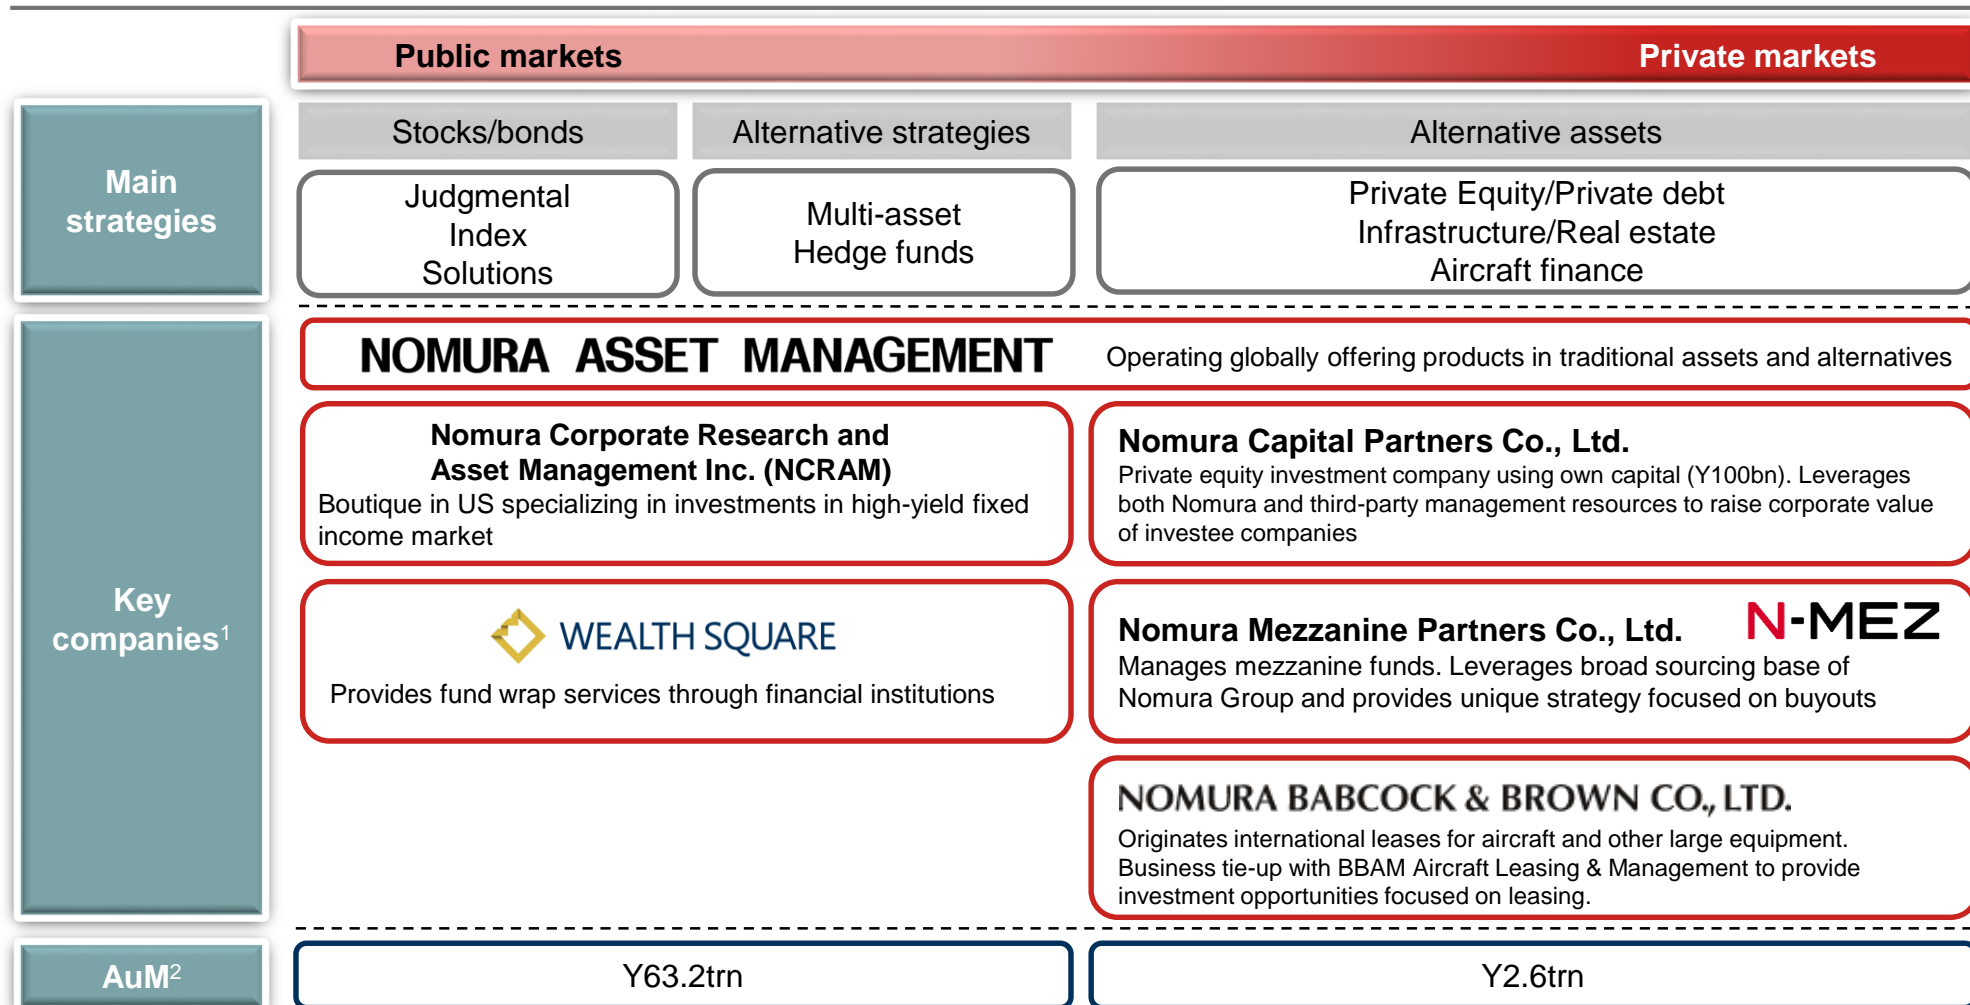 Public markets
Private markets
Main
strategies
Stocks/bonds
Alternative strategies
Alternative assets
Judgmental
Index
Solutions
Multi-asset
Hedge funds
Private Equity/Private debt
Infrastructure/Real estate
Aircraft finance
Key
companies¹
NOMURA ASSET MANAGEMENT
Operating globally offering products in traditional assets and alternatives
Nomura Corporate Research and
Asset Management Inc. (NCRAM)
Boutique in US specializing in investments in high-yield fixed
income market
Nomura Capital Partners Co., Ltd.
Private equity investment company using own capital (Y100bn). Leverages
both Nomura and third-party management resources to raise corporate value
of investee companies
WEALTH SQUARE
Provides fund wrap services through financial institutions
Nomura Mezzanine Partners Co., Ltd.
N-MEZ
Manages mezzanine funds. Leverages broad sourcing base of
Nomura Group and provides unique strategy focused on buyouts
NOMURA BABCOCK & BROWN CO., LTD.
Originates international leases for aircraft and other large equipment.
Business tie-up with BBAM Aircraft Leasing & Management to provide
investment opportunities focused on leasing.
AuM²
Y63.2trn
Y2.6trn